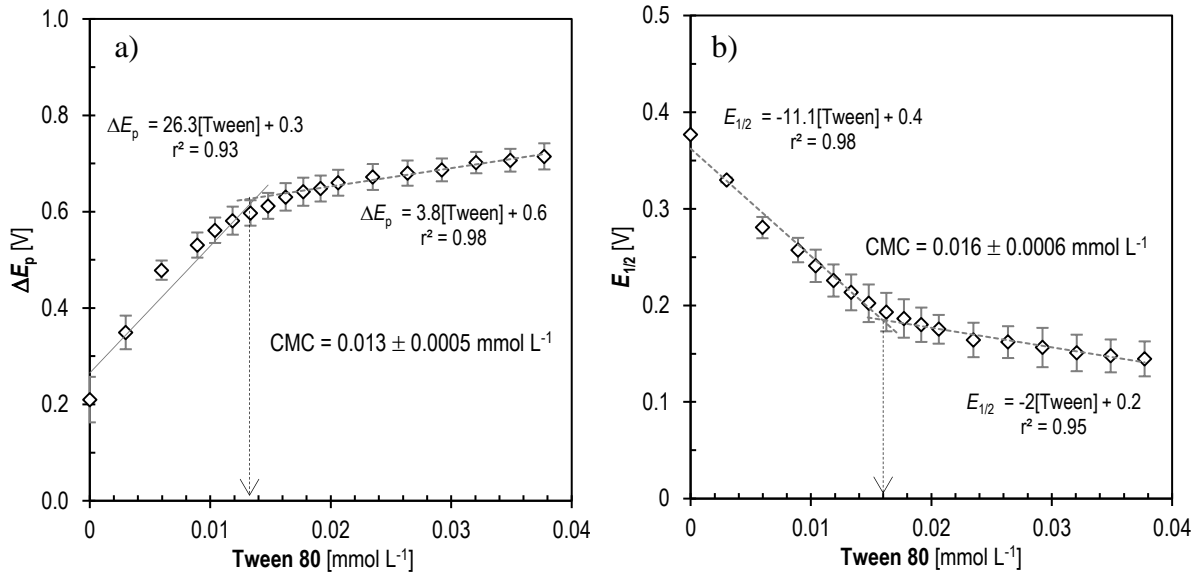 a)
1.0
0.8
0.6
0.4
0.2
0.0
ΔEp [V]
ΔEp = 26.3[Tween] + 0.3
r² = 0.93
ΔEp = 3.8[Tween] + 0.6
r² = 0.98
CMC = 0.013 ± 0.0005 mmol L-1
0
0.01
0.02
0.03
0.04
Tween 80 [mmol L-1]
b)
0.5
0.4
0.3
0.2
0.1
0
E1/2 [V]
E1/2 = -11.1[Tween] + 0.4
r² = 0.98
CMC = 0.016 ± 0.0006 mmol L-1
E1/2 = -2[Tween] + 0.2
r² = 0.95
0
0.01
0.02
0.03
0.04
Tween 80 [mmol L-1]